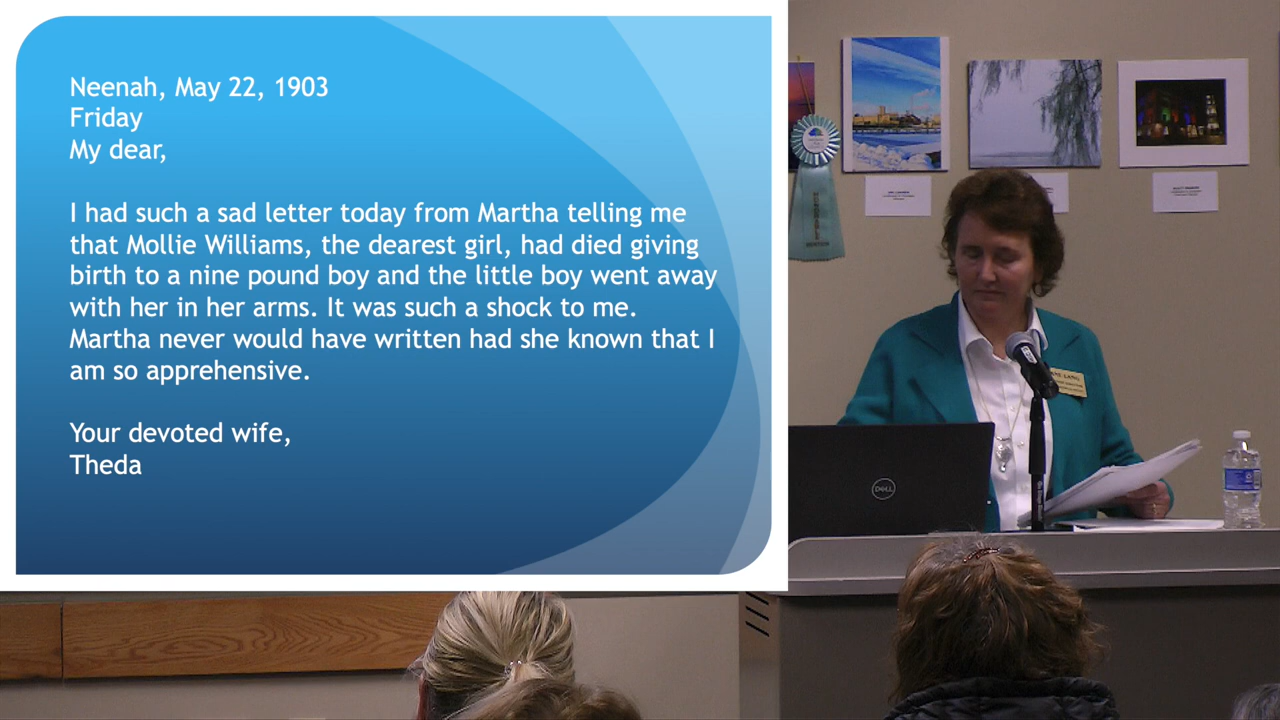 Neenah, May 22, 1903
Friday
My dear,
I had such a sad letter today from Martha telling me
that Mollie Williams, the dearest girl, had died giving
birth to a nine pound boy and the little boy went away
with her in her arms. It was such a shock to me.
Martha never would have written had she known that I
am so apprehensive.
Your devoted wife,
Theda
DELL